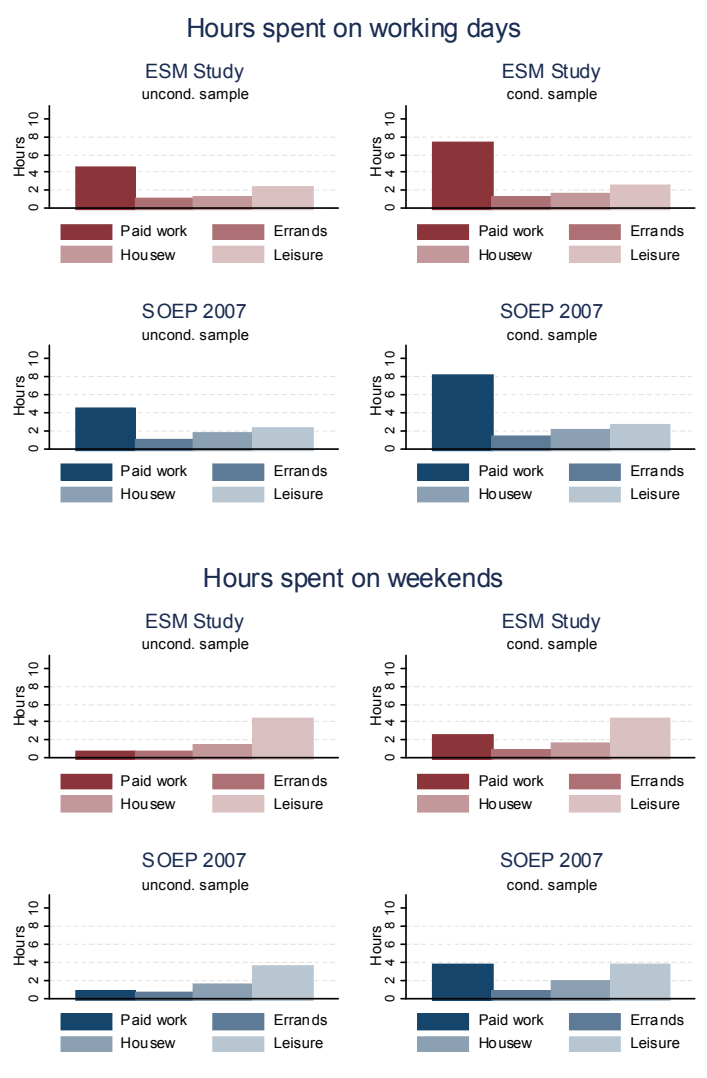 Hours spent on working days
ESM Study ESM Study
uncond. sample cond. sample
Hours 0 2 4 6 8 10 Hours 0 2 4 6 8 10
Paid work Errands Paid work Errands
Housew Leisure Housew Leisure
SOEP 2007 SOEP 2007
uncond. sample cond. sample
Hours 0 2 4 6 8 10 Hours 0 2 4 6 8 10
Paid work Errands Paid work Errands
Housew Leisure Housew Leisure
Hours spent on weekends
ESM Study ESM Study
uncond. sample cond. sample
Hours 0 2 4 6 8 10 Hours 0 2 4 6 8 10
Paid work Errands Paid work Errands
Housew Leisure Housew Leisure
SOEP 2007 SOEP 2007
uncond. sample cond. sample
Hours 0 2 4 6 8 10 Hours 0 2 4 6 8 10
Paid work Errands Paid work Errands
Housew Leisure Housew Leisure